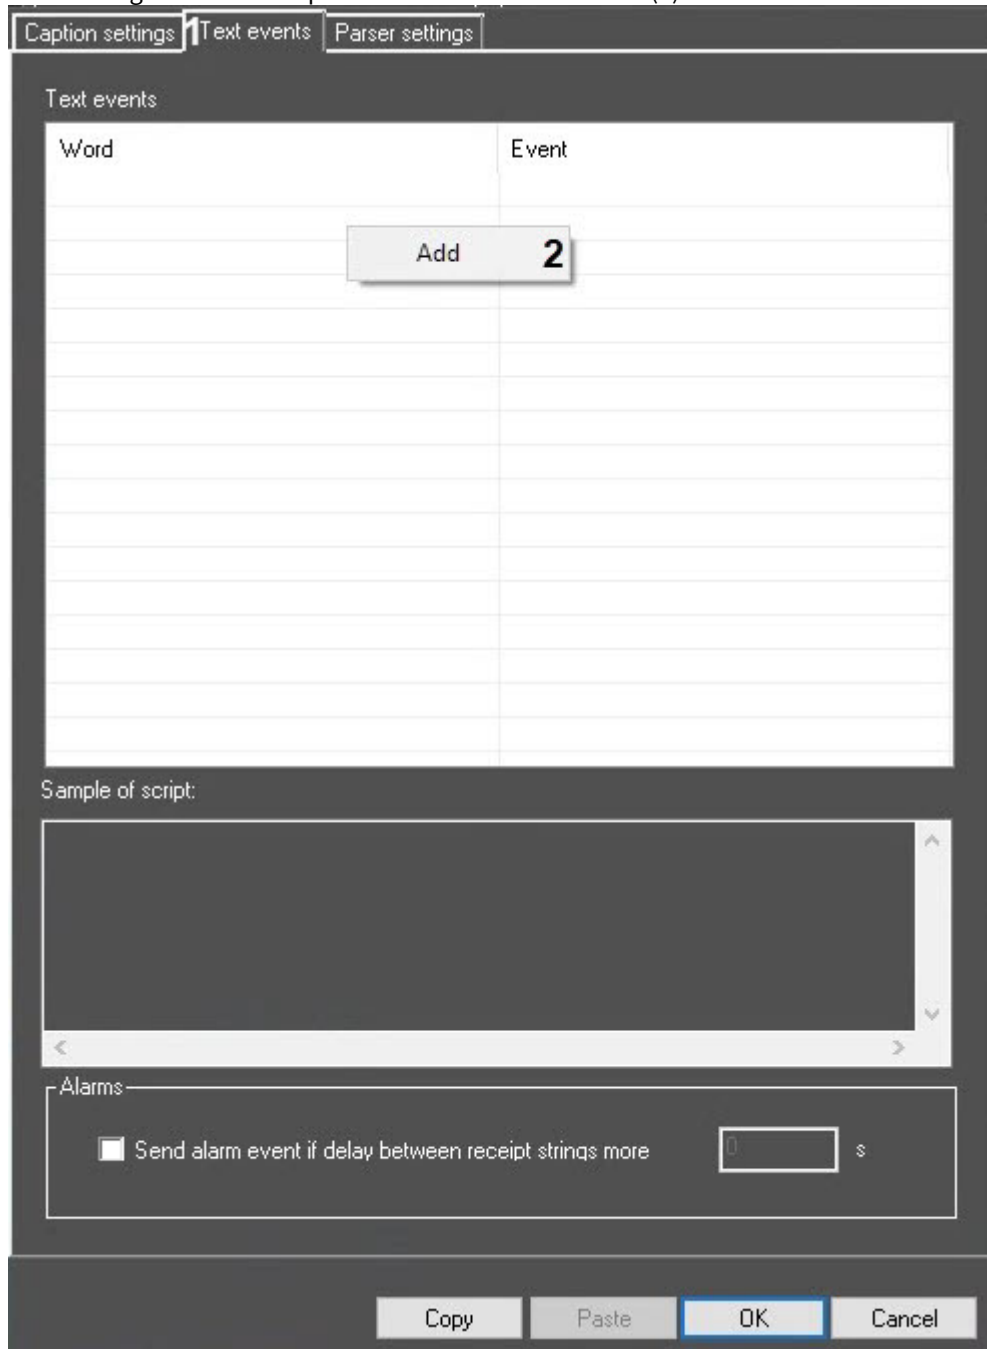 Caption settings 1 Text events Parser settings
Text events
Word Event
Add 2
Sample of script:
Alarms
Send alarm event if delay between receipt strings more 0 s
Copy Paste OK Cancel